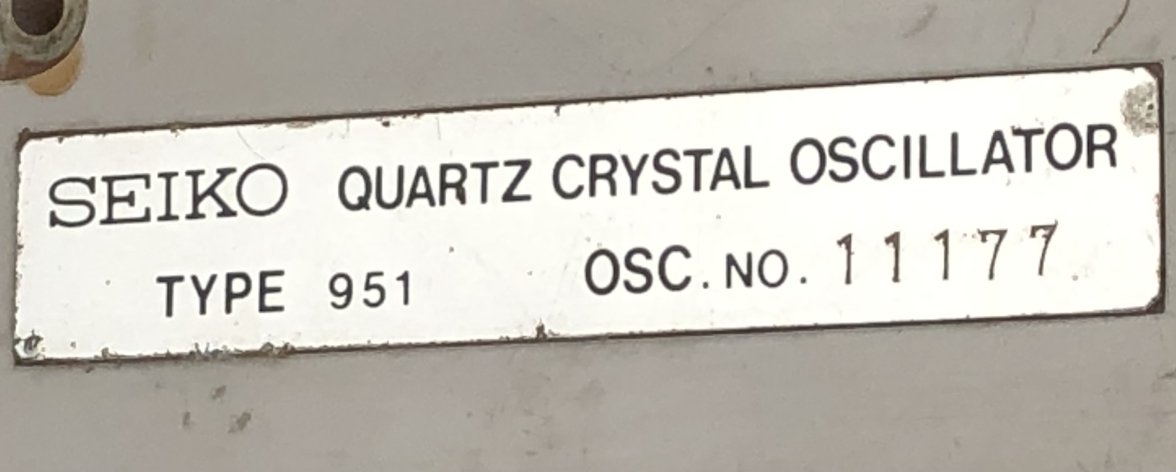 SEIKO QUARTZ CRYSTAL OSCILLATOR
TYPE 951 OSC. NO. 11177